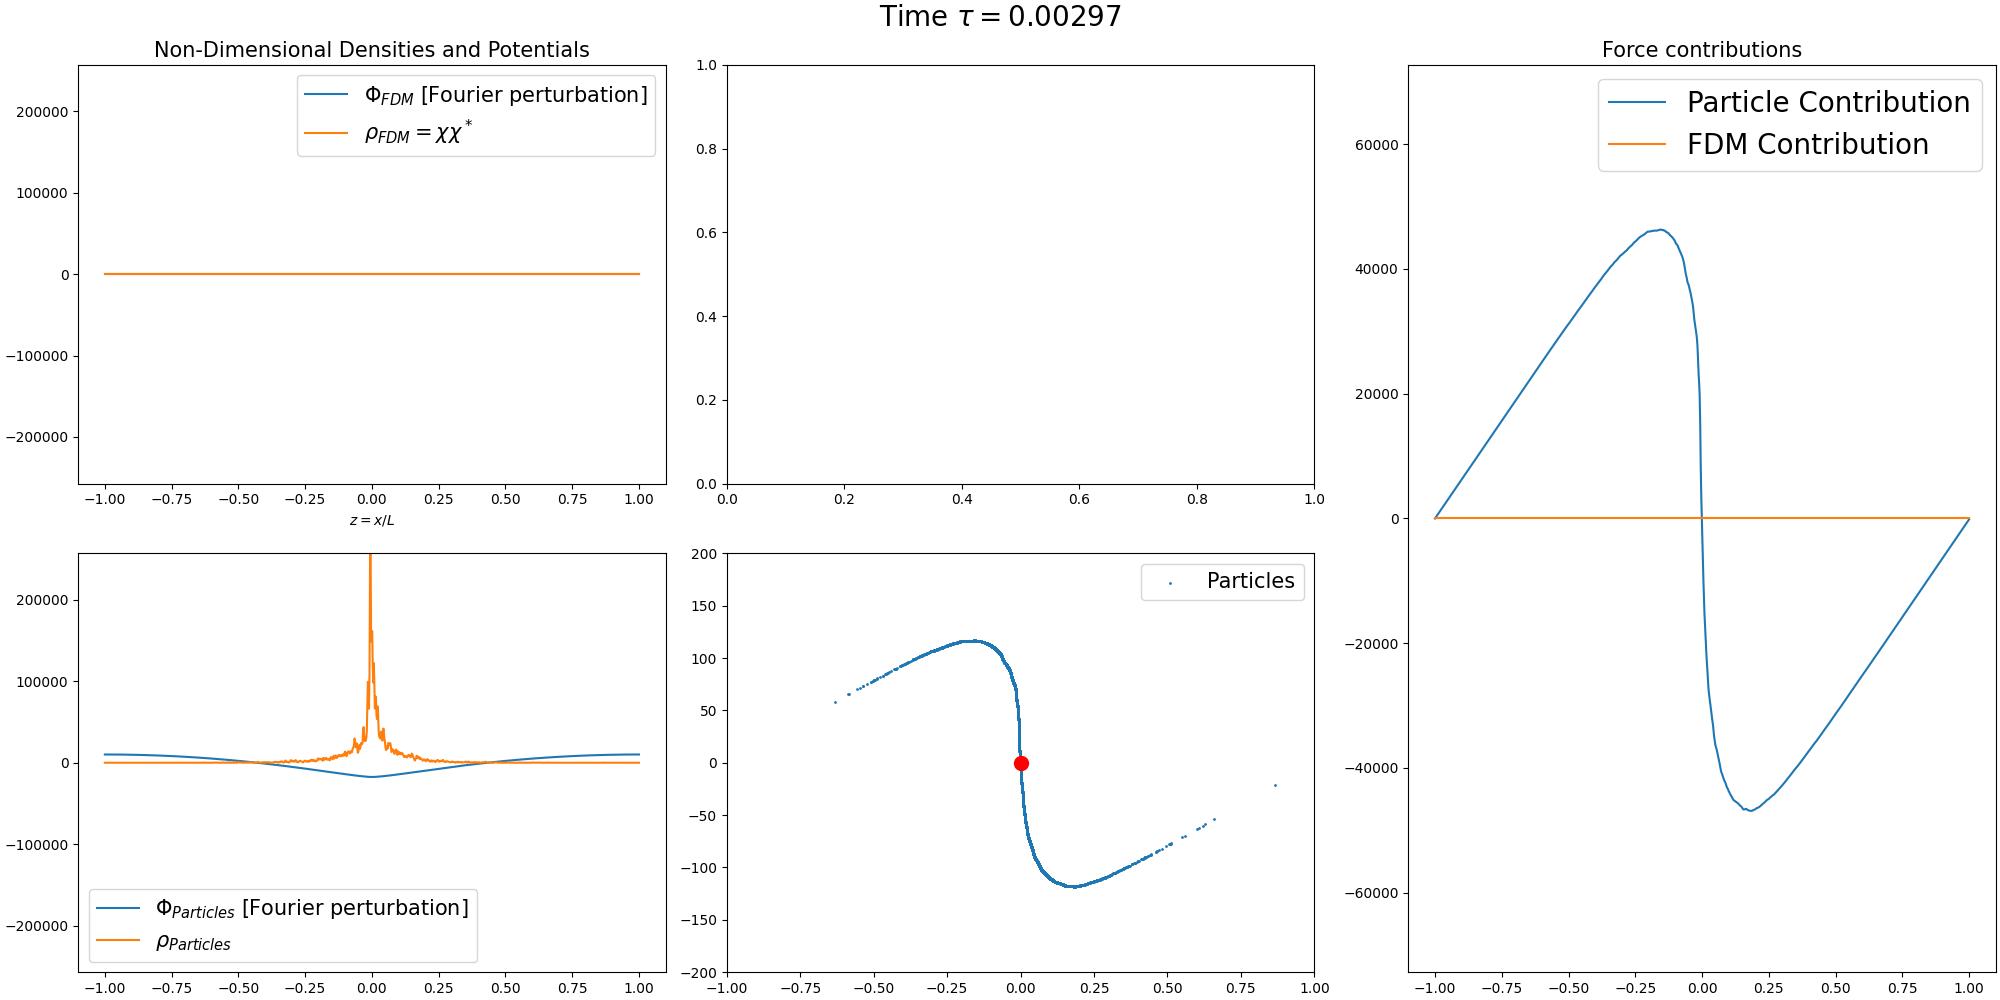 Time τ = 0.00297
Non-Dimensional Densities and Potentials
Φ_FDM [Fourier perturbation]
ρ_FDM = χχ*
200000
100000
0
−100000
−200000
−1.00 −0.75 −0.50 −0.25 0.00 0.25 0.50 0.75 1.00
z = x/L
1.0
0.8
0.6
0.4
0.2
0.0
0.0 0.2 0.4 0.6 0.8 1.0
Φ_Particles [Fourier perturbation]
ρ_Particles
200000
100000
0
−100000
−200000
−1.00 −0.75 −0.50 −0.25 0.00 0.25 0.50 0.75 1.00
Particles
200
150
100
50
0
−50
−100
−150
−200
−1.00 −0.75 −0.50 −0.25 0.00 0.25 0.50 0.75 1.00
Force contributions
Particle Contribution
FDM Contribution
60000
40000
20000
0
−20000
−40000
−60000
−1.00 −0.75 −0.50 −0.25 0.00 0.25 0.50 0.75 1.00